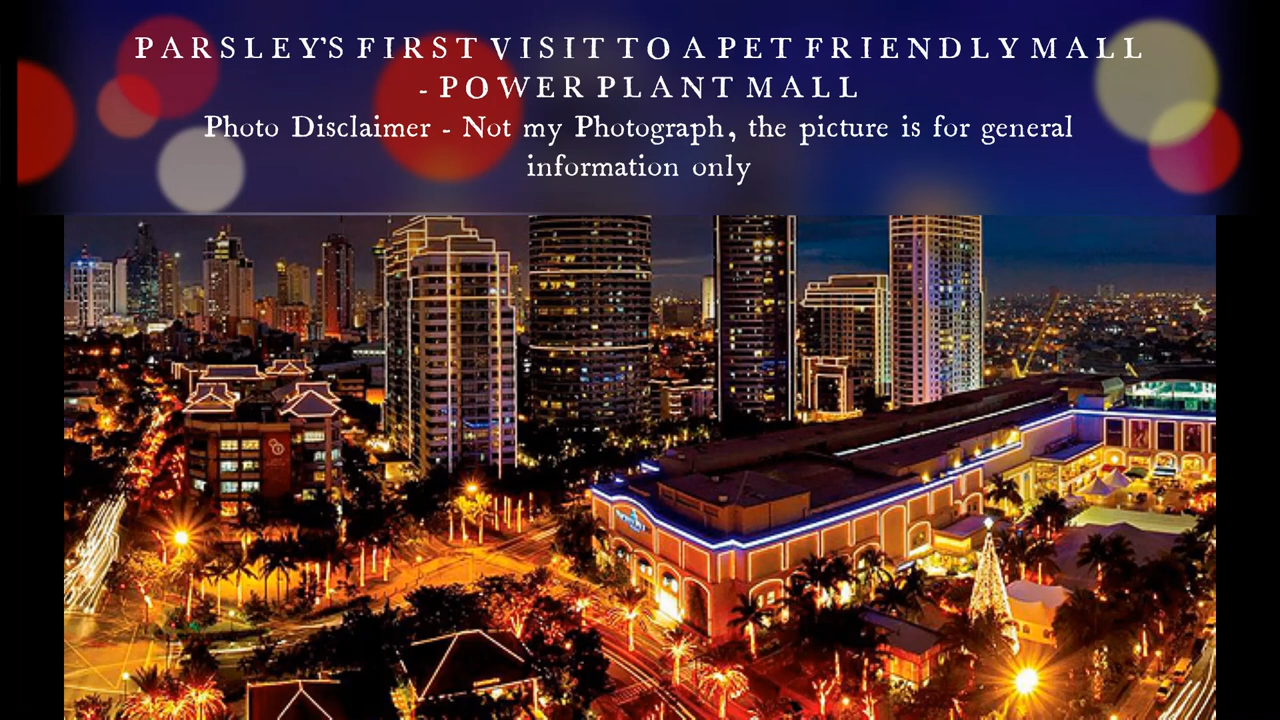 PARSLEY'S FIRST VISIT TO A PET FRIENDLY MALL
- POWER PLANT MALL
Photo Disclaimer - Not my Photograph, the picture is for general
information only